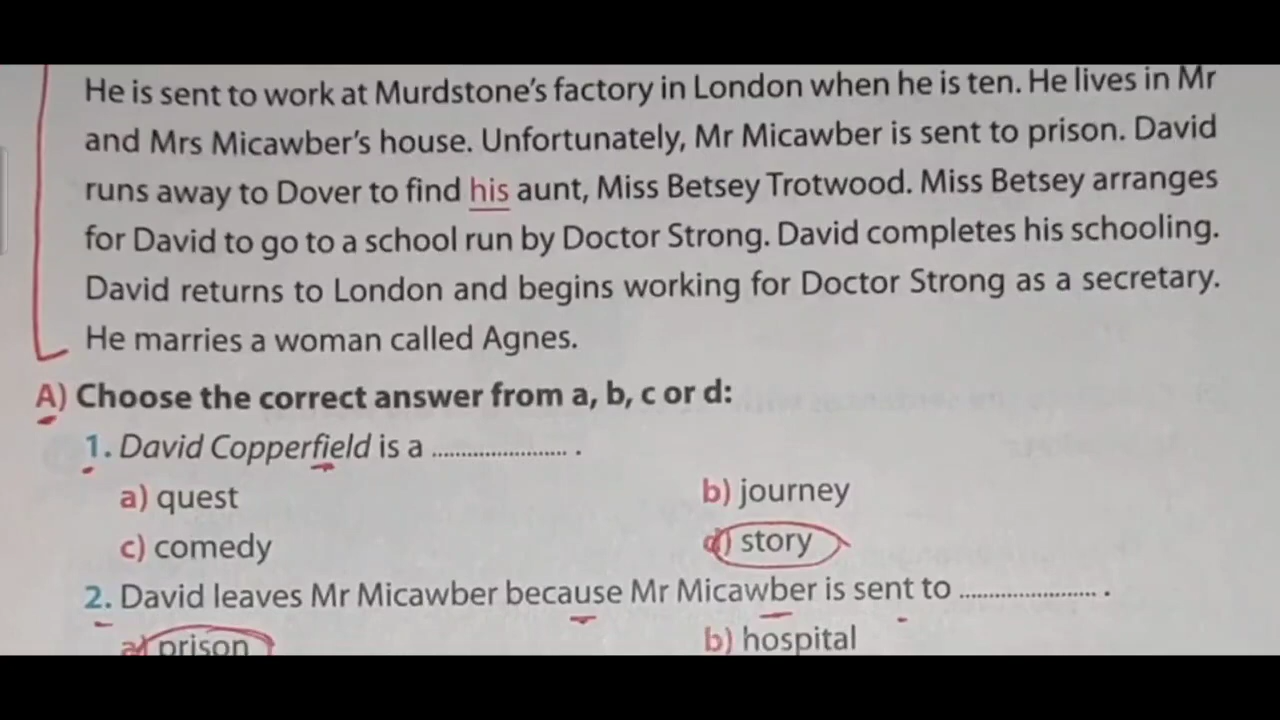 He is sent to work at Murdstone's factory in London when he is ten. He lives in Mr
and Mrs Micawber's house. Unfortunately, Mr Micawber is sent to prison. David
runs away to Dover to find his aunt, Miss Betsey Trotwood. Miss Betsey arranges
for David to go to a school run by Doctor Strong. David completes his schooling.
David returns to London and begins working for Doctor Strong as a secretary.
He marries a woman called Agnes.
A) Choose the correct answer from a, b, c or d:
1. David Copperfield is a ........................ .
a) quest
b) journey
c) comedy
d) story
2. David leaves Mr Micawber because Mr Micawber is sent to ........................ .
a) prison
b) hospital